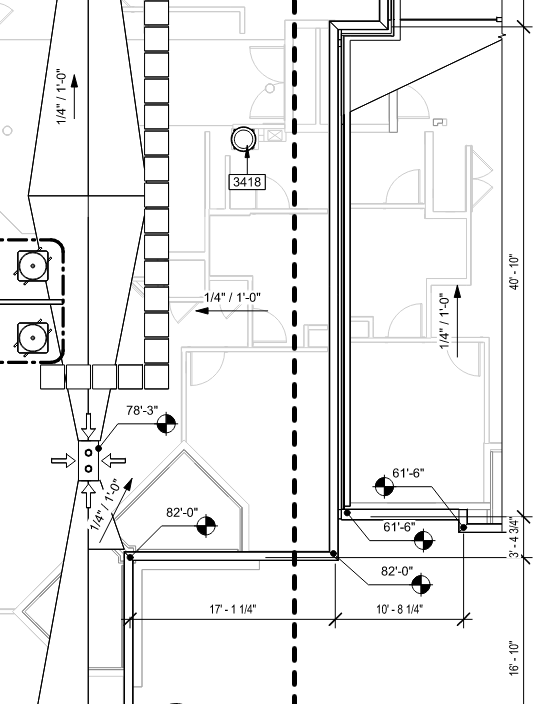 1/4" / 1'-0"
3418
40' - 10"
1/4" / 1'-0"
1/4" / 1'-0"
78'-3"
61'-6"
1/4" / 1'-0"
82'-0"
61'-6"
3' - 4 3/4"
82'-0"
17' - 1 1/4"
10' - 8 1/4"
16' - 10"